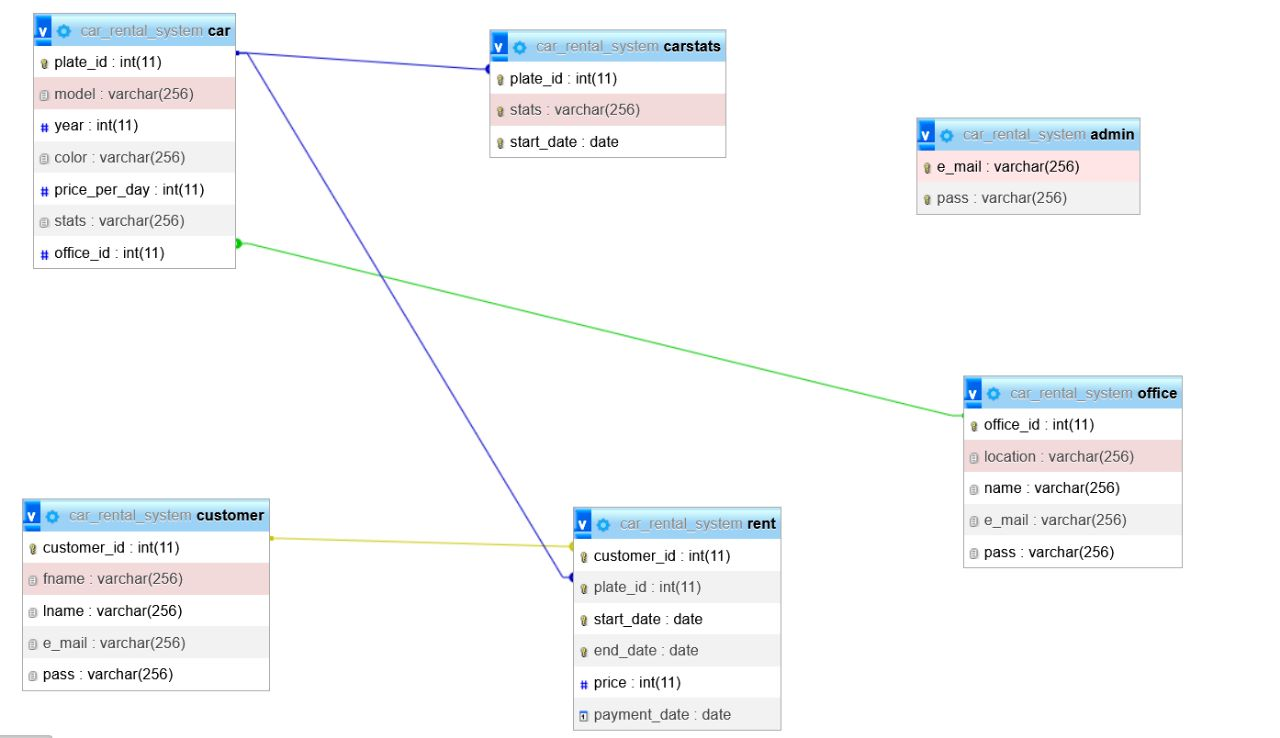 v car_rental_system car
plate_id : int(11)
model : varchar(256)
# year : int(11)
color : varchar(256)
# price_per_day : int(11)
stats : varchar(256)
# office_id : int(11)
v car_rental_system carstats
plate_id : int(11)
stats : varchar(256)
start_date : date
v car_rental_system admin
e_mail : varchar(256)
pass : varchar(256)
v car_rental_system office
office_id : int(11)
location : varchar(256)
name : varchar(256)
e_mail : varchar(256)
pass : varchar(256)
v car_rental_system customer
customer_id : int(11)
fname : varchar(256)
lname : varchar(256)
e_mail : varchar(256)
pass : varchar(256)
v car_rental_system rent
customer_id : int(11)
plate_id : int(11)
start_date : date
end_date : date
# price : int(11)
payment_date : date